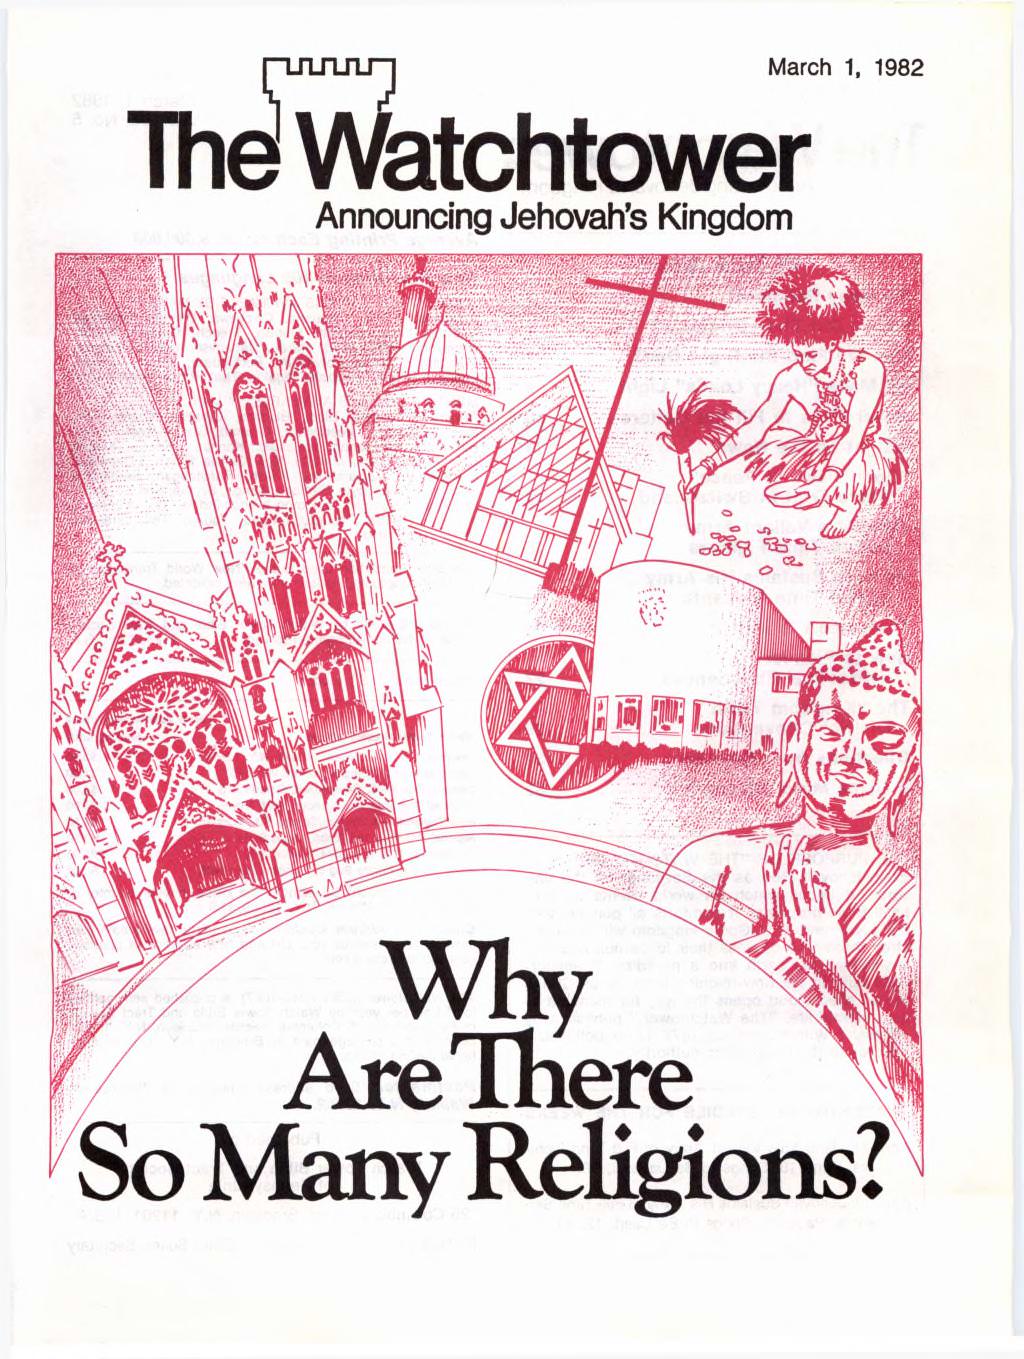 March 1, 1982
The Watchtower
Announcing Jehovah's Kingdom
Why
Are There
So Many Religions?